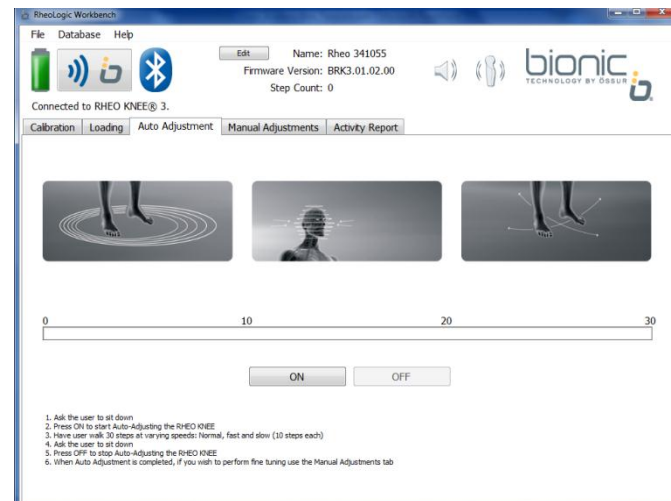 RheoLogic Workbench
File Database Help
Edit Name: Rheo 341055
Firmware Version: BRK3.01.02.00
Step Count: 0
bionic
TECHNOLOGY BY ÖSSUR
Connected to RHEO KNEE® 3.
Calibration Loading Auto Adjustment Manual Adjustments Activity Report
0 10 20 30
ON OFF
1. Ask the user to sit down
2. Press ON to start Auto-Adjusting the RHEO KNEE
3. Have user walk 30 steps at varying speeds: Normal, fast and slow (10 steps each)
4. Ask the user to sit down
5. Press OFF to stop Auto-Adjusting the RHEO KNEE
6. When Auto Adjustment is completed, if you wish to perform fine tuning use the Manual Adjustments tab